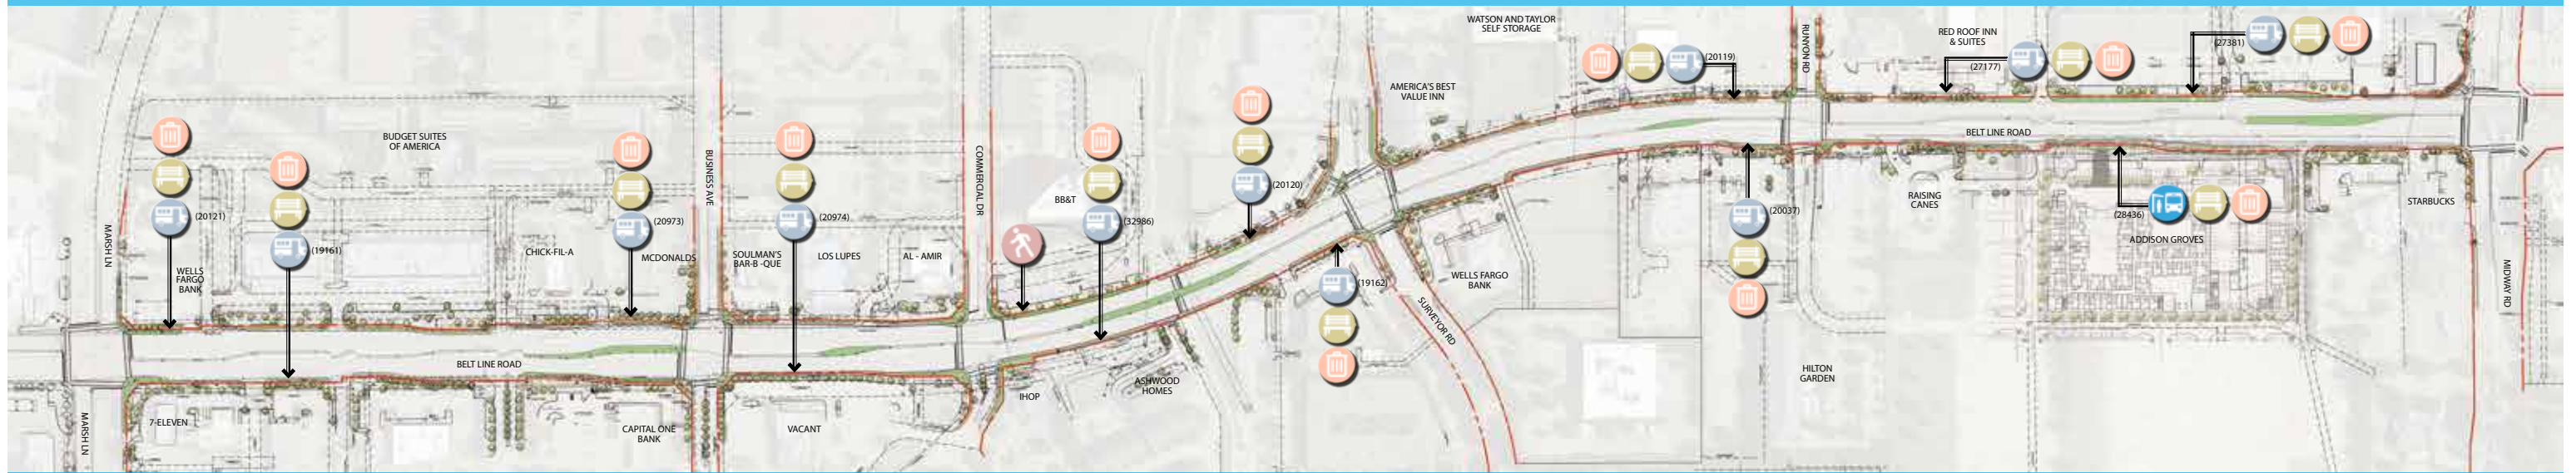 WATSON AND TAYLOR
SELF STORAGE
RUNYON RD
RED ROOF INN
& SUITES
(27381)
(20119)
(27177)
AMERICA'S BEST
VALUE INN
BUDGET SUITES
OF AMERICA
BELT LINE ROAD
BUSINESS AVE
COMMERCIAL DR
BB&T
(20120)
RAISING
CANES
STARBUCKS
(20121)
(20973)
(20974)
(32986)
(20037)
(28436)
ADDISON GROVES
MARSH LN
(19161)
CHICK-FIL-A
MCDONALDS
SOULMAN'S
BAR-B -QUE
LOS LUPES
AL - AMIR
WELLS
FARGO
BANK
(19162)
WELLS FARGO
BANK
SURVEYOR RD
MIDWAY RD
BELT LINE ROAD
HILTON
GARDEN
ASHWOOD
HOMES
IHOP
7-ELEVEN
MARSH LN
CAPITAL ONE
BANK
VACANT